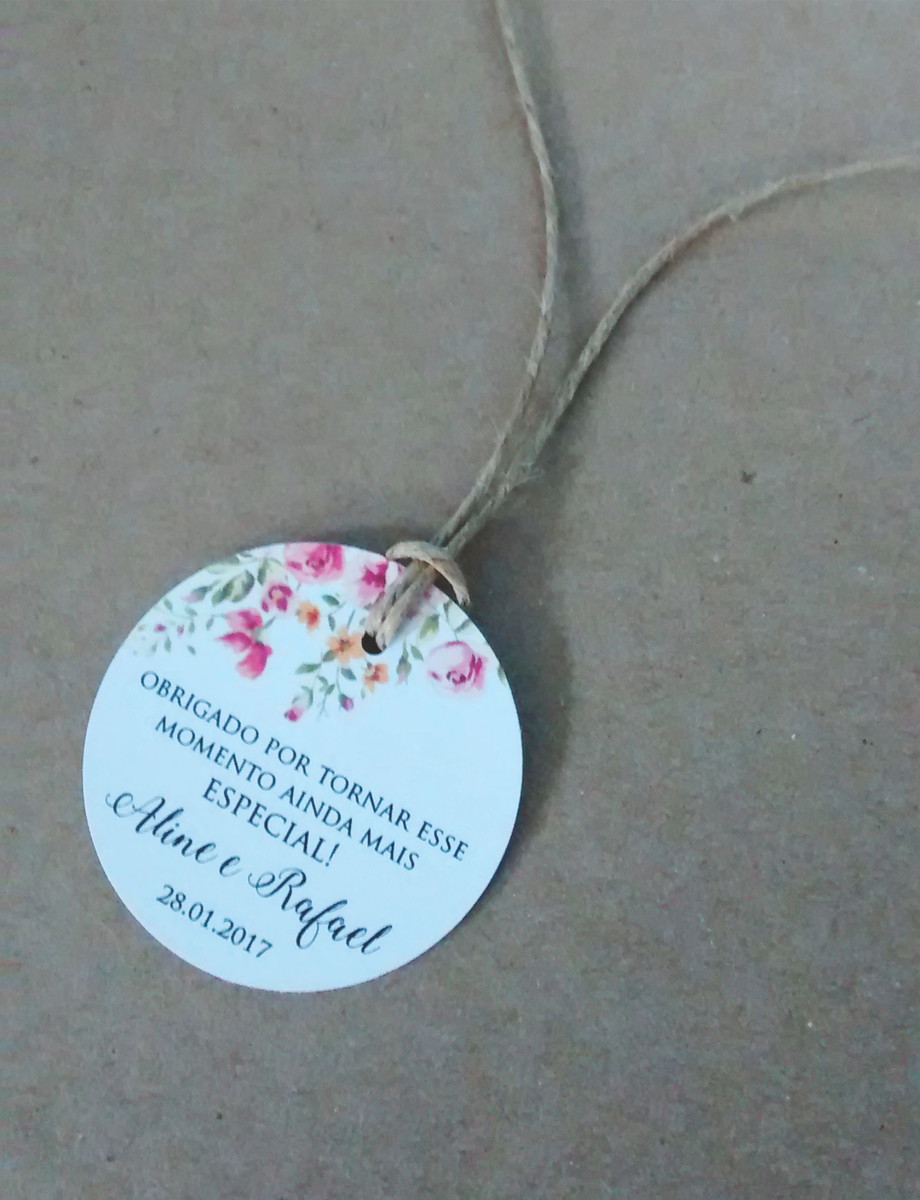 OBRIGADO POR TORNAR ESSE
MOMENTO AINDA MAIS
ESPECIAL!
Aline e Rafael
28.01.2017